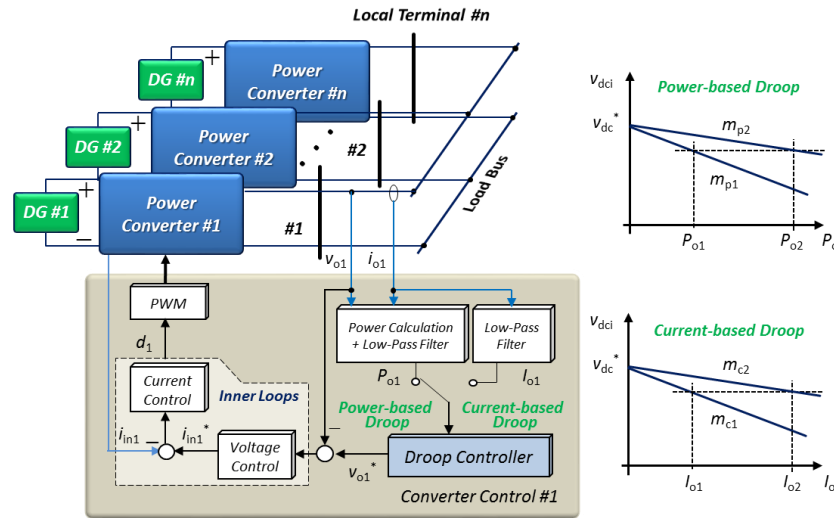 Local Terminal #n
DG #n
+
Power
Converter #n
DG #2
+
Power
Converter #2
#2
Load Bus
DG #1
+
−
Power
Converter #1
#1
v_o1
i_o1
PWM
d_1
Power Calculation
+ Low-Pass Filter
Low-Pass
Filter
Current
Control
Inner Loops
P_o1
I_o1
Power-based
Droop
Current-based
Droop
i_in1
−
i_in1*
Voltage
Control
−
v_o1*
Droop Controller
Converter Control #1
v_dci
Power-based Droop
v_dc*
m_p2
m_p1
P_o1
P_o2
P_o
v_dci
Current-based Droop
v_dc*
m_c2
m_c1
I_o1
I_o2
I_o